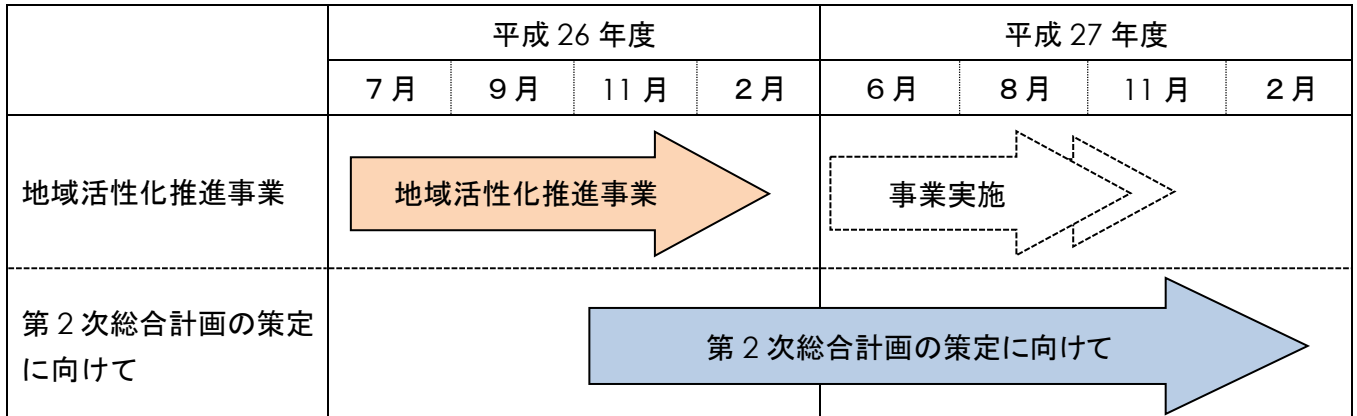 平成 26 年度
平成 27 年度
7 月
9 月
11 月
2 月
6 月
8 月
11 月
2 月
地域活性化推進事業
地域活性化推進事業
事業実施
第 2 次総合計画の策定
に向けて
第 2 次総合計画の策定に向けて